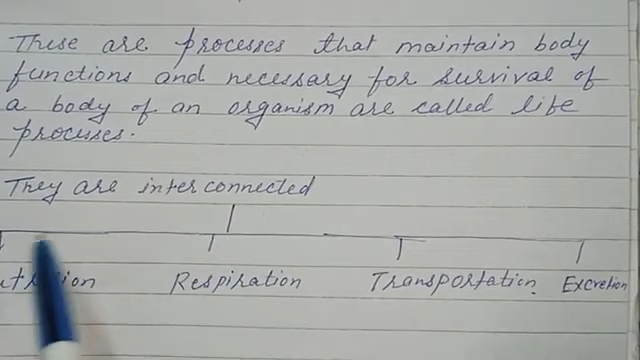 These are processes that maintain body
functions and necessary for survival of
a body of an organism are called life
processes.
They are interconnected
Respiration Transportation Excretion